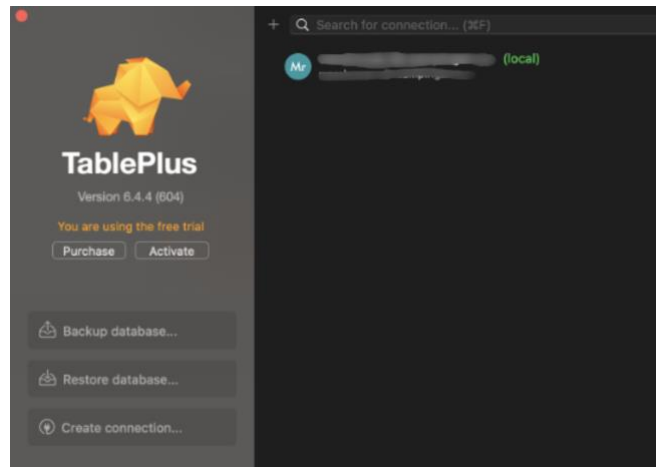 + Search for connection... (⌘F)
Mr (local)
TablePlus
Version 6.4.4 (604)
You are using the free trial
Purchase Activate
Backup database...
Restore database...
Create connection...